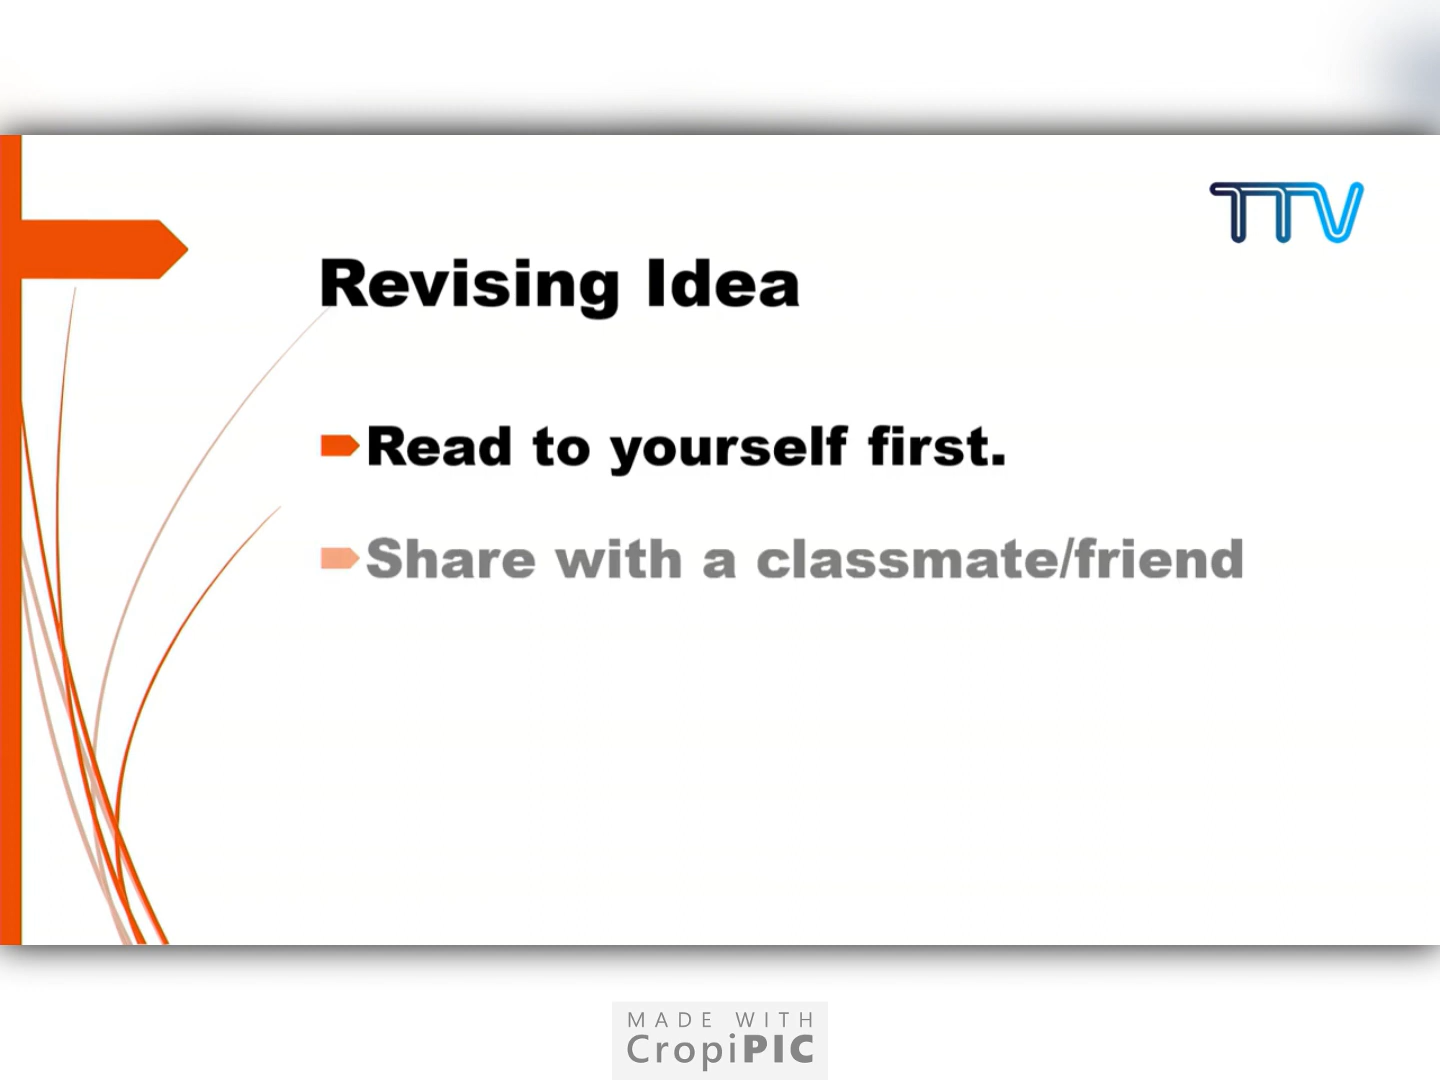 TTV
Revising Idea
Read to yourself first.
Share with a classmate/friend
MADE WITH
CropiPIC